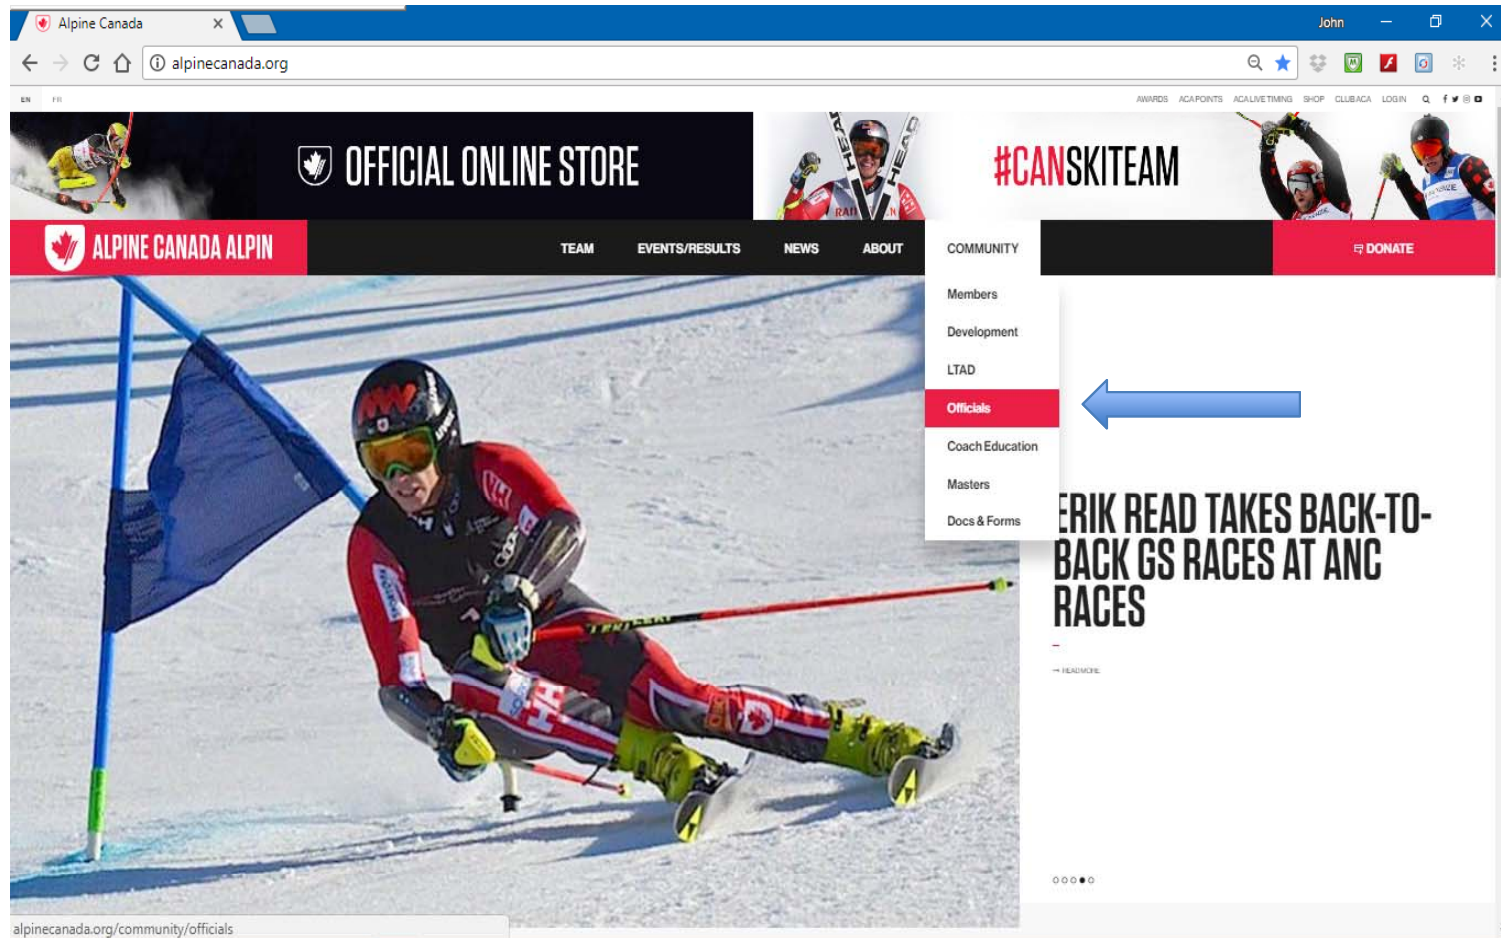 Alpine Canada
John
alpinecanada.org
EN FR
AWARDS ACA POINTS ACA LIVE TIMING SHOP CLUB ACA LOGIN
OFFICIAL ONLINE STORE
#CANSKITEAM
HEAD
HEAD
ALPINE CANADA ALPIN
TEAM EVENTS/RESULTS NEWS ABOUT COMMUNITY
DONATE
Members
Development
LTAD
Officials
Coach Education
Masters
Docs & Forms
ERIK READ TAKES BACK-TO-
BACK GS RACES AT ANC
RACES
→ READ MORE
alpinecanada.org/community/officials